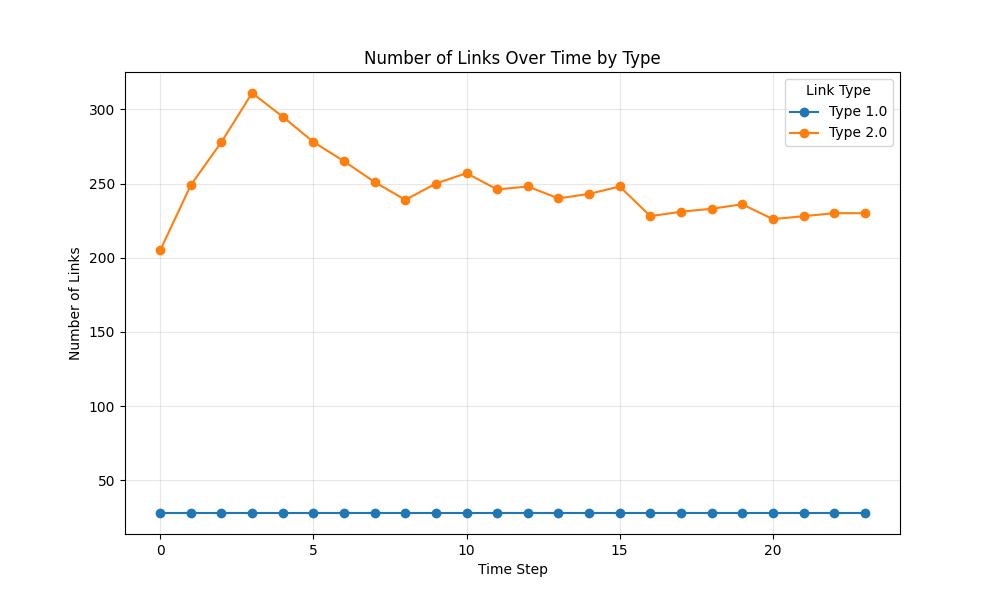 Number of Links Over Time by Type
Link Type
Type 1.0
Type 2.0
300
250
200
150
100
50
Number of Links
0 5 10 15 20
Time Step